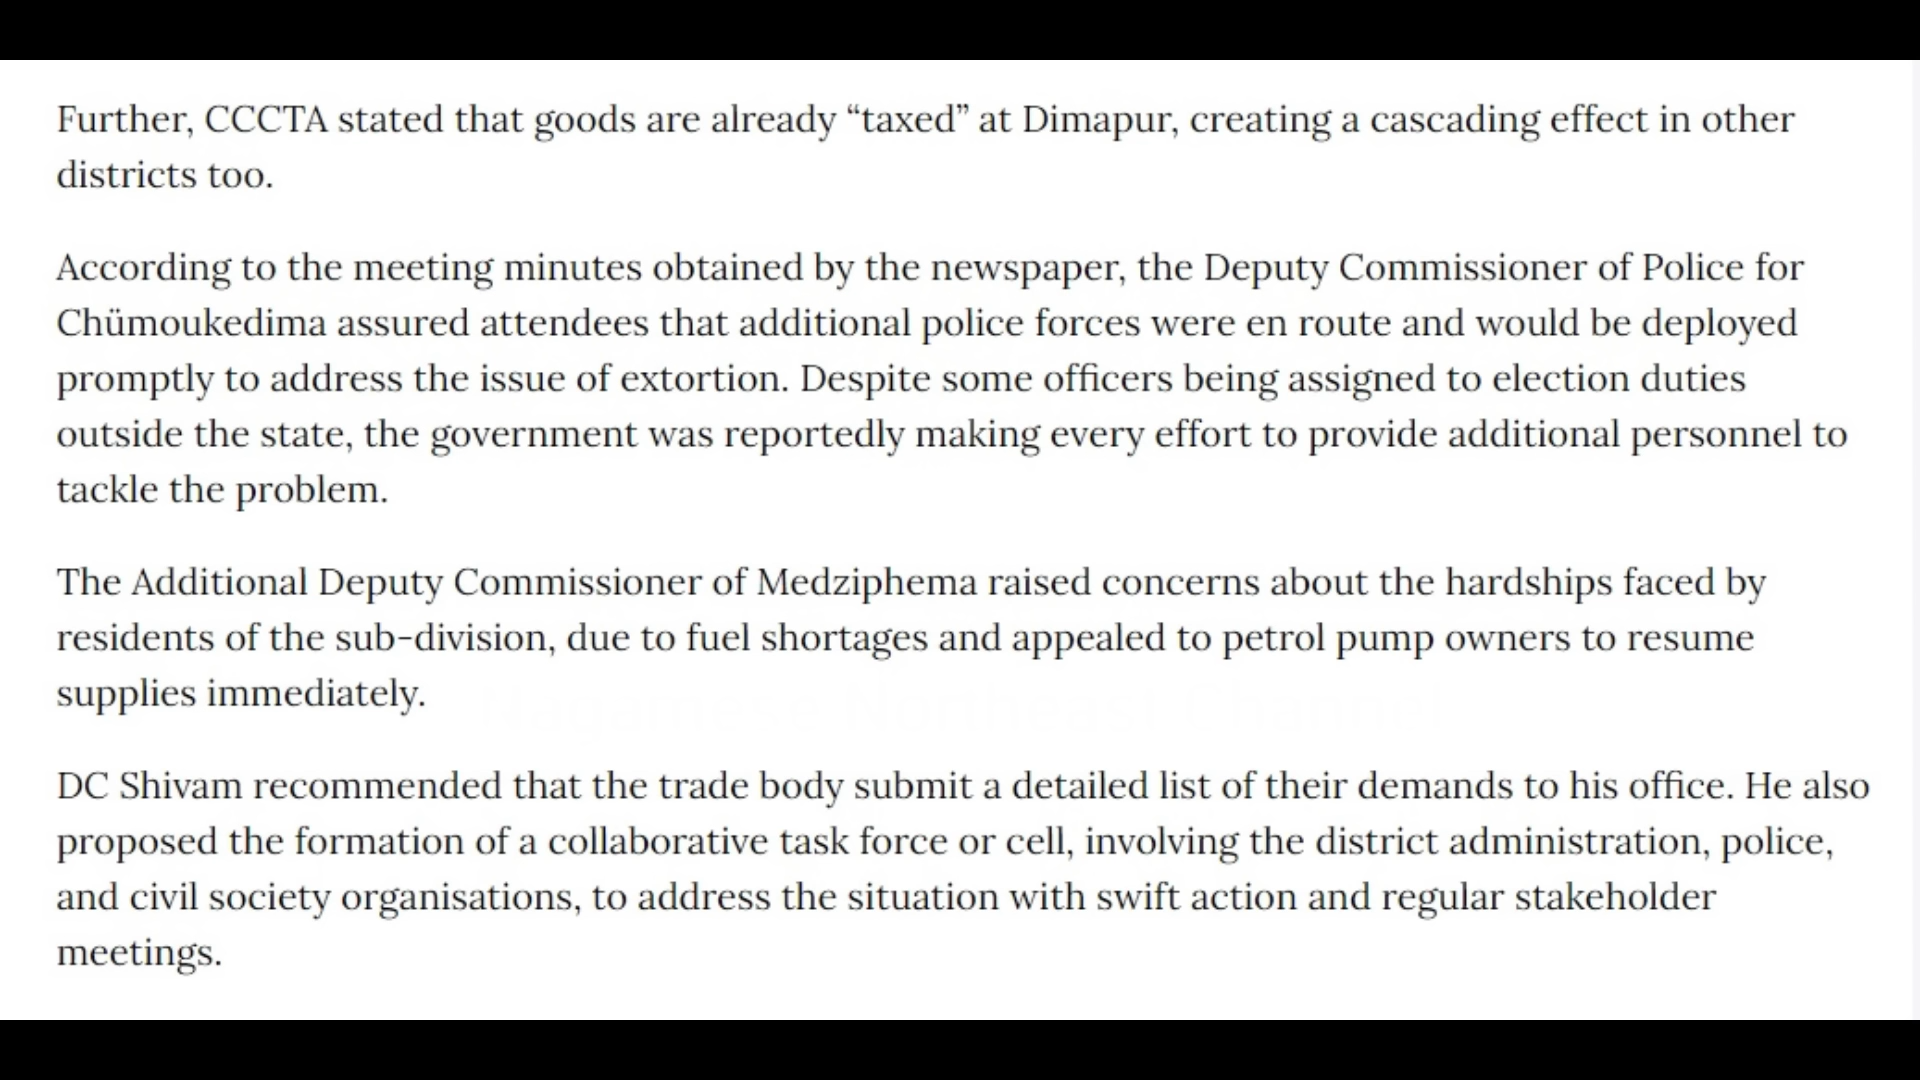 Further, CCCTA stated that goods are already “taxed” at Dimapur, creating a cascading effect in other
districts too.
According to the meeting minutes obtained by the newspaper, the Deputy Commissioner of Police for
Chümoukedima assured attendees that additional police forces were en route and would be deployed
promptly to address the issue of extortion. Despite some officers being assigned to election duties
outside the state, the government was reportedly making every effort to provide additional personnel to
tackle the problem.
The Additional Deputy Commissioner of Medziphema raised concerns about the hardships faced by
residents of the sub-division, due to fuel shortages and appealed to petrol pump owners to resume
supplies immediately.
DC Shivam recommended that the trade body submit a detailed list of their demands to his office. He also
proposed the formation of a collaborative task force or cell, involving the district administration, police,
and civil society organisations, to address the situation with swift action and regular stakeholder
meetings.